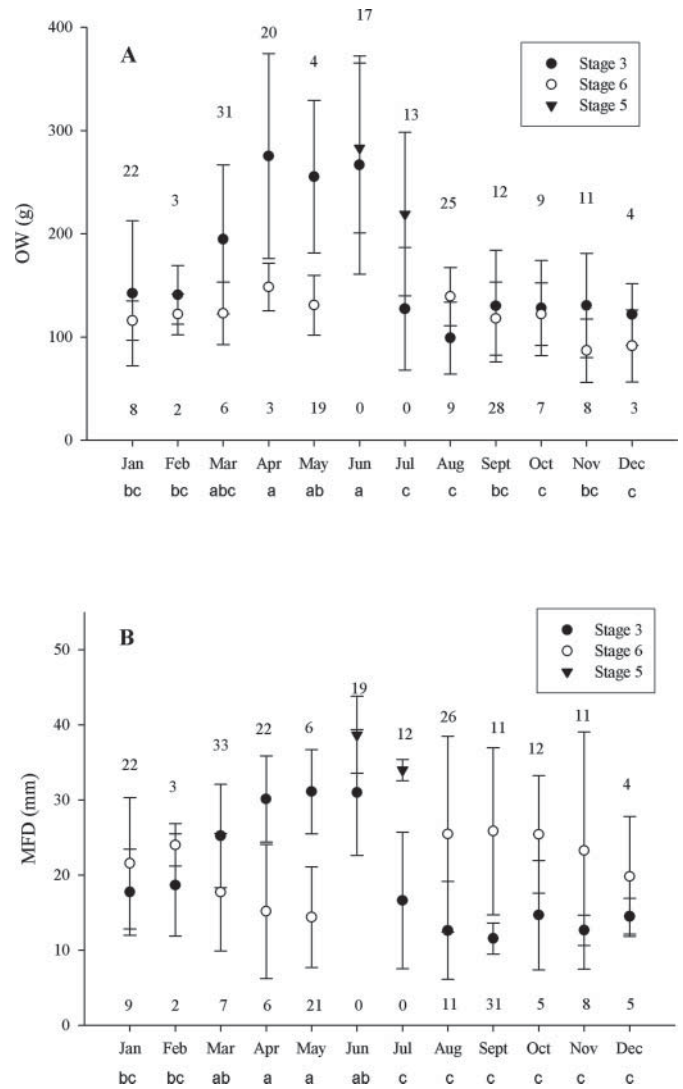 400
17
A
20
4
Stage 3
Stage 6
Stage 5
31
300
13
22
3
25
12
9
11
4
OW (g)
200
100
8 2 6 3 19 0 0 9 28 7 8 3
0
Jan Feb Mar Apr May Jun Jul Aug Sept Oct Nov Dec
bc bc abc a ab a c c bc c bc c
B
Stage 3
Stage 6
Stage 5
50
19
33
22
6
12
26
11
12
11
22
3
4
40
MFD (mm)
30
20
10
9 2 7 6 21 0 0 11 31 5 8 5
0
Jan Feb Mar Apr May Jun Jul Aug Sept Oct Nov Dec
bc bc ab a a ab c c c c c c